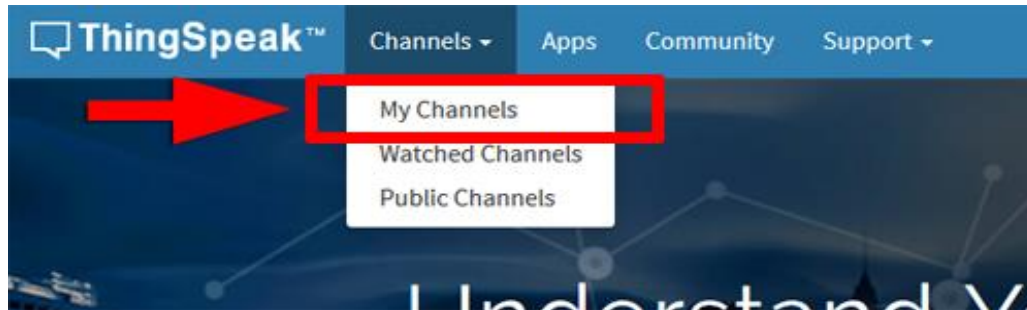 ThingSpeak™ Channels Apps Community Support
My Channels
Watched Channels
Public Channels
Understand Y